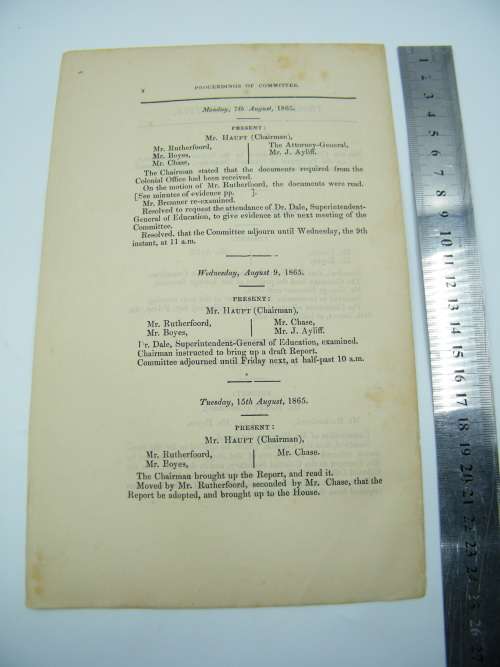 PROCEEDINGS OF COMMITTEE.
Monday, 7th August, 1865.
PRESENT:
Mr. HAUPT (Chairman),
Mr. Rutherfoord,
Mr. Boyes,
Mr. Chase,
The Attorney-General,
Mr. J. Ayliff.
The Chairman stated that the documents required from the
Colonial Office had been received.
On the motion of Mr. Rutherfoord, the documents were read.
[See minutes of evidence pp. ].
Mr. Bremner re-examined.
Resolved to request the attendance of Dr. Dale, Superintendent-
General of Education, to give evidence at the next meeting of the
Committee.
Resolved, that the Committee adjourn until Wednesday, the 9th
instant, at 11 a.m.
Wednesday, August 9, 1865.
PRESENT:
Mr. HAUPT (Chairman),
Mr. Rutherfoord,
Mr. Boyes,
Mr. Chase,
Mr. J. Ayliff.
Dr. Dale, Superintendent-General of Education, examined.
Chairman instructed to bring up a draft Report.
Committee adjourned until Friday next, at half-past 10 a.m.
Tuesday, 15th August, 1865.
PRESENT:
Mr. HAUPT (Chairman),
Mr. Rutherfoord,
Mr. Boyes,
Mr. Chase.
The Chairman brought up the Report, and read it.
Moved by Mr. Rutherfoord, seconded by Mr. Chase, that the
Report be adopted, and brought up to the House.
1 2 3 4 5 6 7 8 9 10 11 12 13 14 15 16 17 18 19 20 21 22 23 24 25 26 27